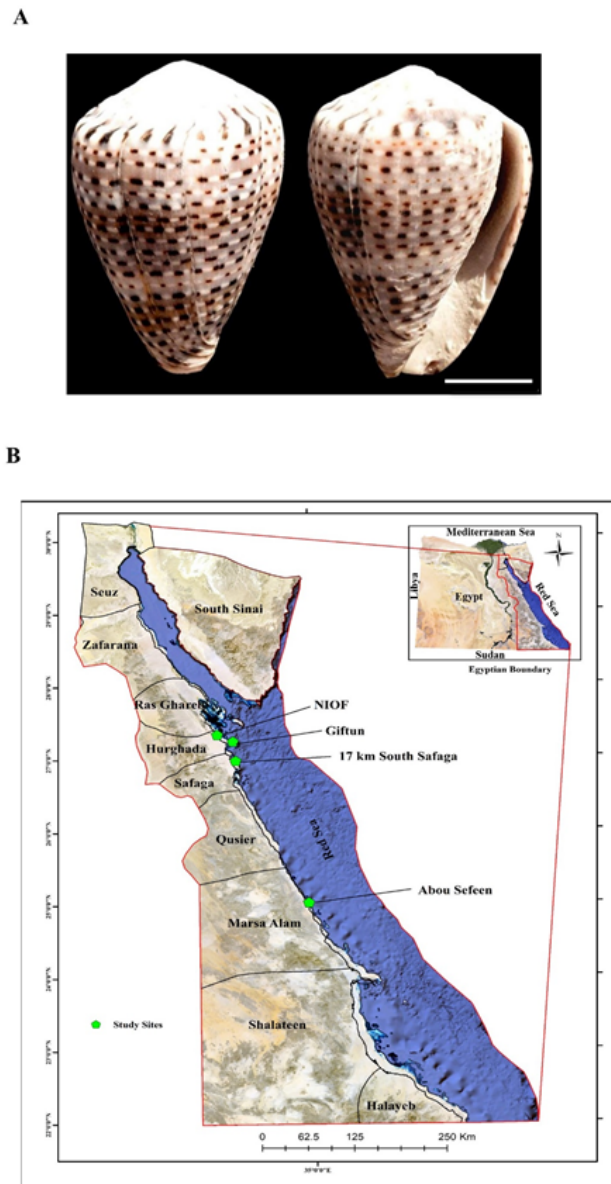 A
B
Mediterranean Sea
N
Libya
Egypt
Red Sea
Sudan
Egyptian Boundary
Seuz
South Sinai
Zafarana
Ras Ghareb
NIOF
Giftun
Hurghada
17 km South Safaga
Safaga
Qusier
Red Sea
Abou Sefeen
Marsa Alam
Study Sites
Shalateen
Halayeb
0 62.5 125 250 Km